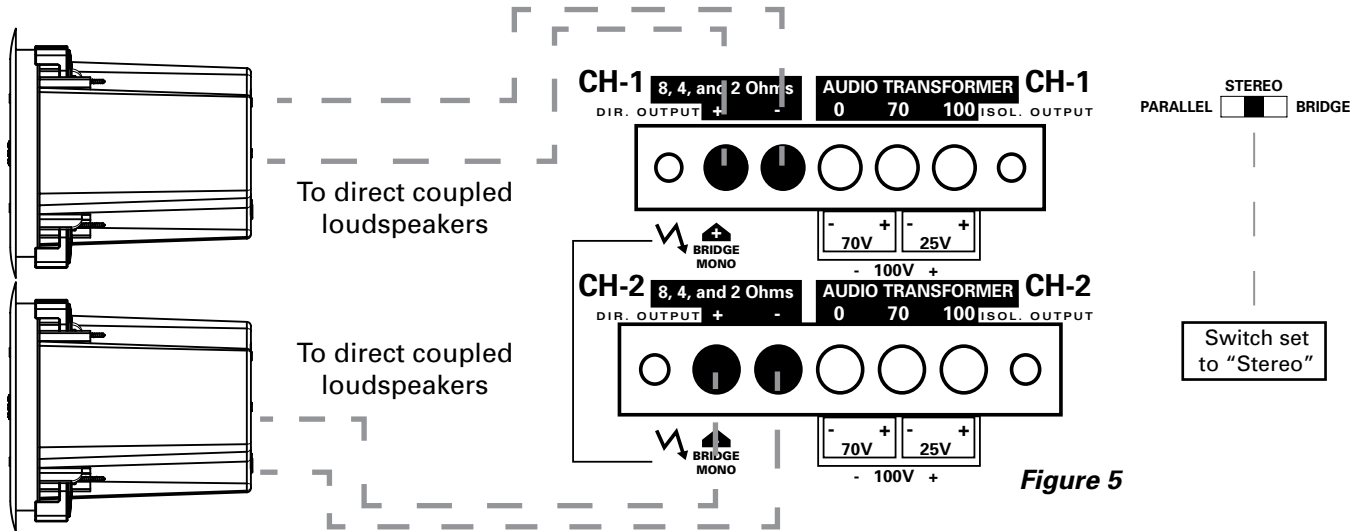 CH-1 8, 4, and 2 Ohms AUDIO TRANSFORMER CH-1
DIR. OUTPUT + - 0 70 100 ISOL. OUTPUT
STEREO
PARALLEL BRIDGE
To direct coupled
loudspeakers
+
BRIDGE
MONO
- + - +
70V 25V
- 100V +
CH-2 8, 4, and 2 Ohms AUDIO TRANSFORMER CH-2
DIR. OUTPUT + - 0 70 100 ISOL. OUTPUT
To direct coupled
loudspeakers
Switch set
to “Stereo”
BRIDGE
MONO
- + - +
70V 25V
- 100V +
Figure 5